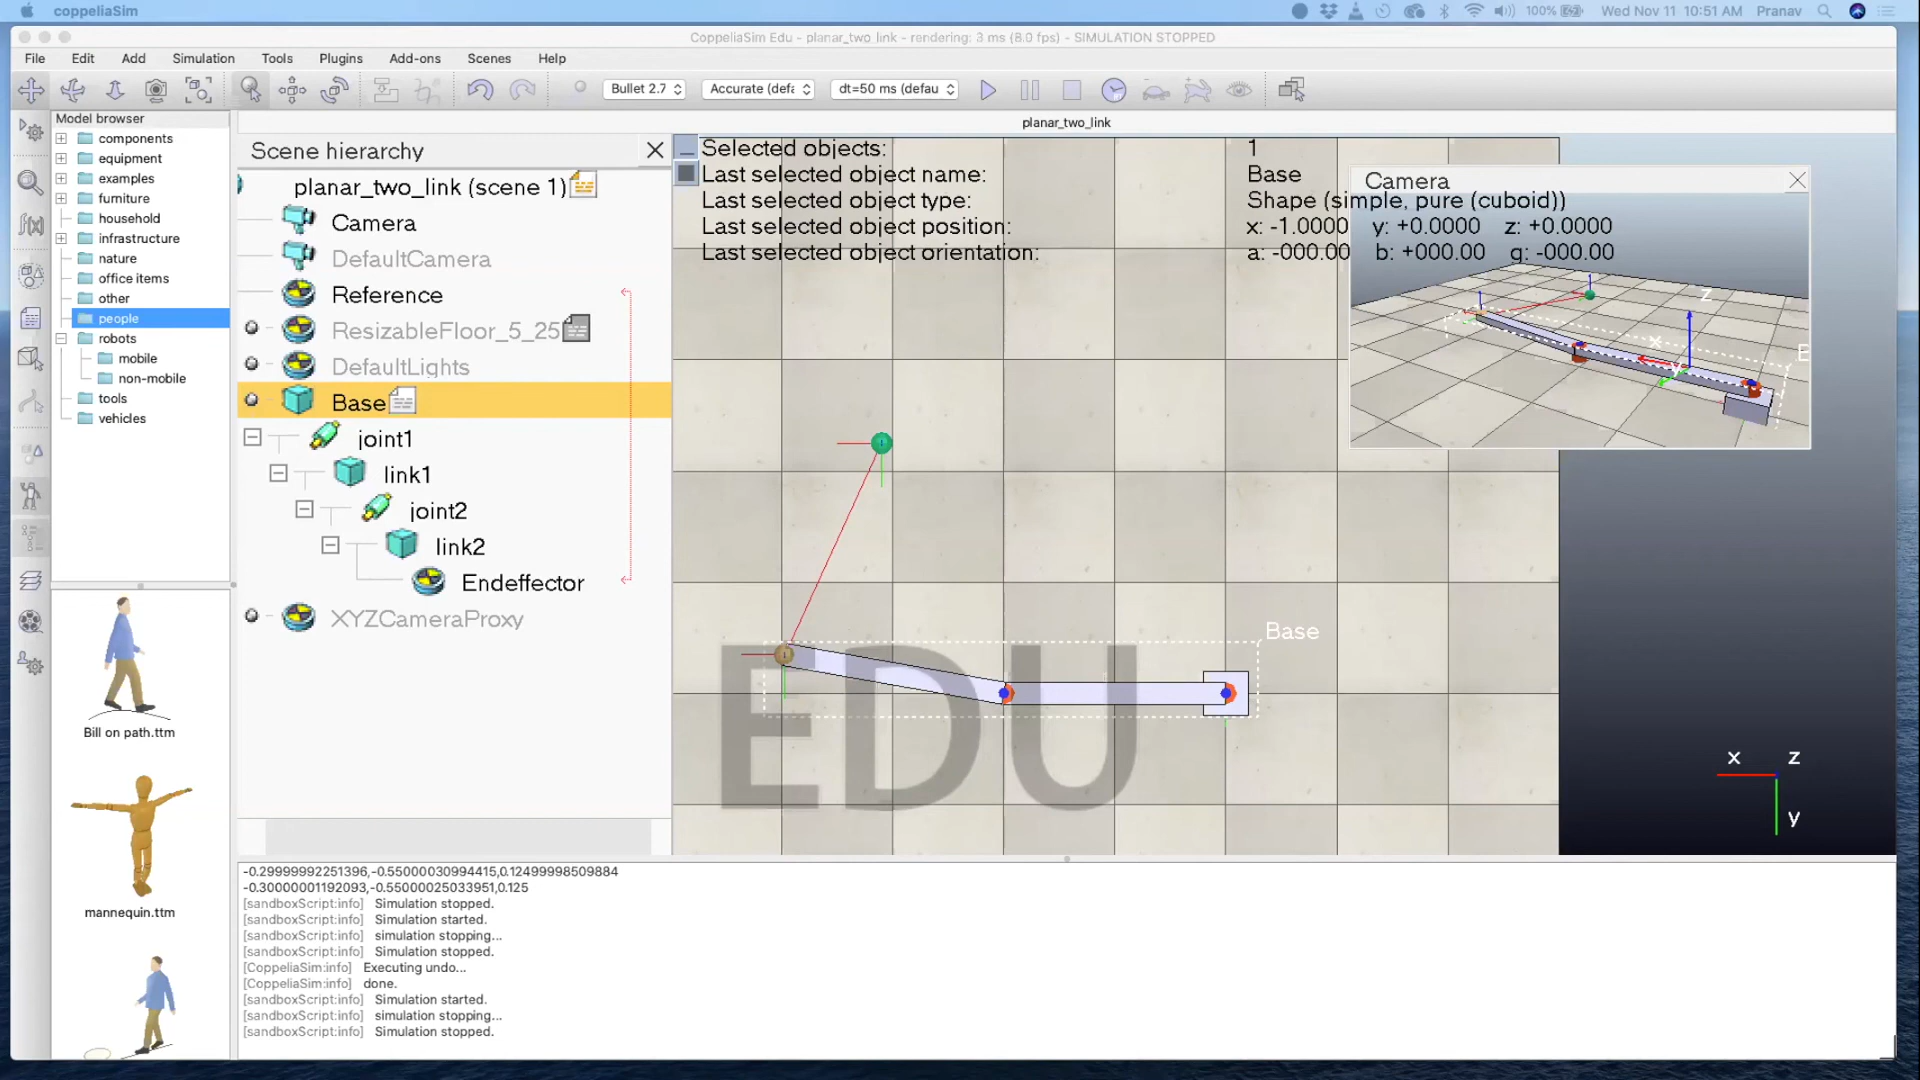 coppeliaSim
100%
Wed Nov 11 10:51 AM
Pranav
CoppeliaSim Edu - planar_two_link - rendering: 3 ms (8.0 fps) - SIMULATION STOPPED
File Edit Add Simulation Tools Plugins Add-ons Scenes Help
Bullet 2.7
Accurate (defa
dt=50 ms (defau
Model browser
components
equipment
examples
furniture
household
infrastructure
nature
office items
other
people
robots
mobile
non-mobile
tools
vehicles
Bill on path.ttm
mannequin.ttm
planar_two_link
Scene hierarchy
planar_two_link (scene 1)
Camera
DefaultCamera
Reference
ResizableFloor_5_25
DefaultLights
Base
joint1
link1
joint2
link2
Endeffector
XYZCameraProxy
Selected objects: 1
Last selected object name: Base
Last selected object type: Shape (simple, pure (cuboid))
Last selected object position: x: -1.0000 y: +0.0000 z: +0.0000
Last selected object orientation: a: -000.00 b: +000.00 g: -000.00
Camera
z
x
y
Base
EDU
x z
y
-0.29999992251396,-0.55000030994415,0.12499998509884
-0.30000001192093,-0.55000025033951,0.125
[sandboxScript:info] Simulation stopped.
[sandboxScript:info] Simulation started.
[sandboxScript:info] simulation stopping...
[sandboxScript:info] Simulation stopped.
[CoppeliaSim:info] Executing undo...
[CoppeliaSim:info] done.
[sandboxScript:info] Simulation started.
[sandboxScript:info] simulation stopping...
[sandboxScript:info] Simulation stopped.